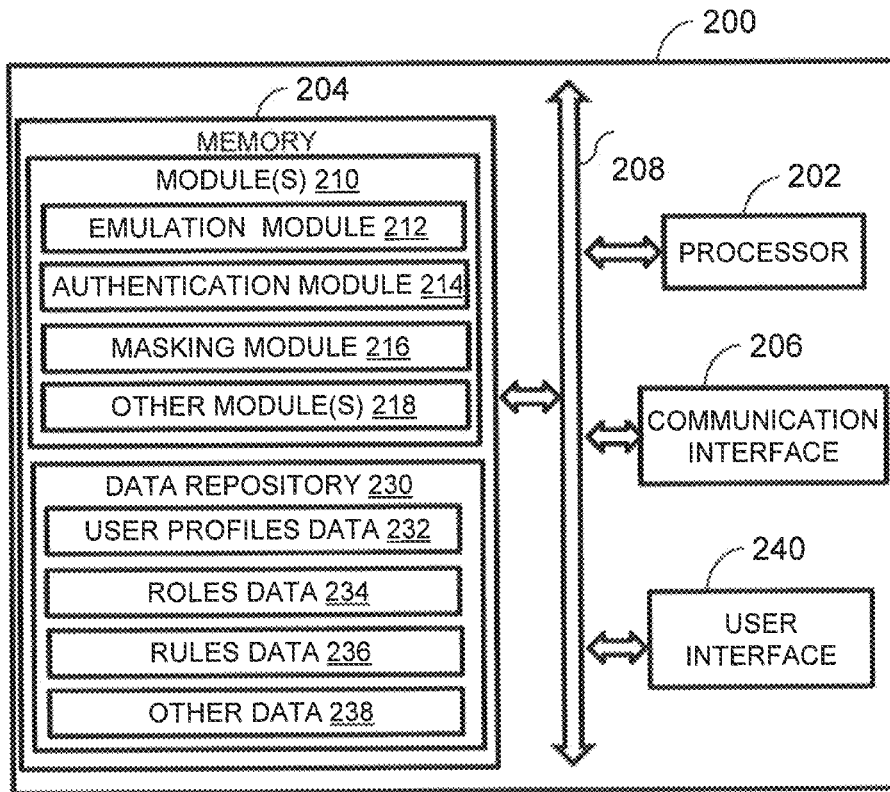 200
204
MEMORY
MODULE(S) 210
EMULATION MODULE 212
AUTHENTICATION MODULE 214
MASKING MODULE 216
OTHER MODULE(S) 218
DATA REPOSITORY 230
USER PROFILES DATA 232
ROLES DATA 234
RULES DATA 236
OTHER DATA 238
208
202
PROCESSOR
206
COMMUNICATION
INTERFACE
240
USER
INTERFACE